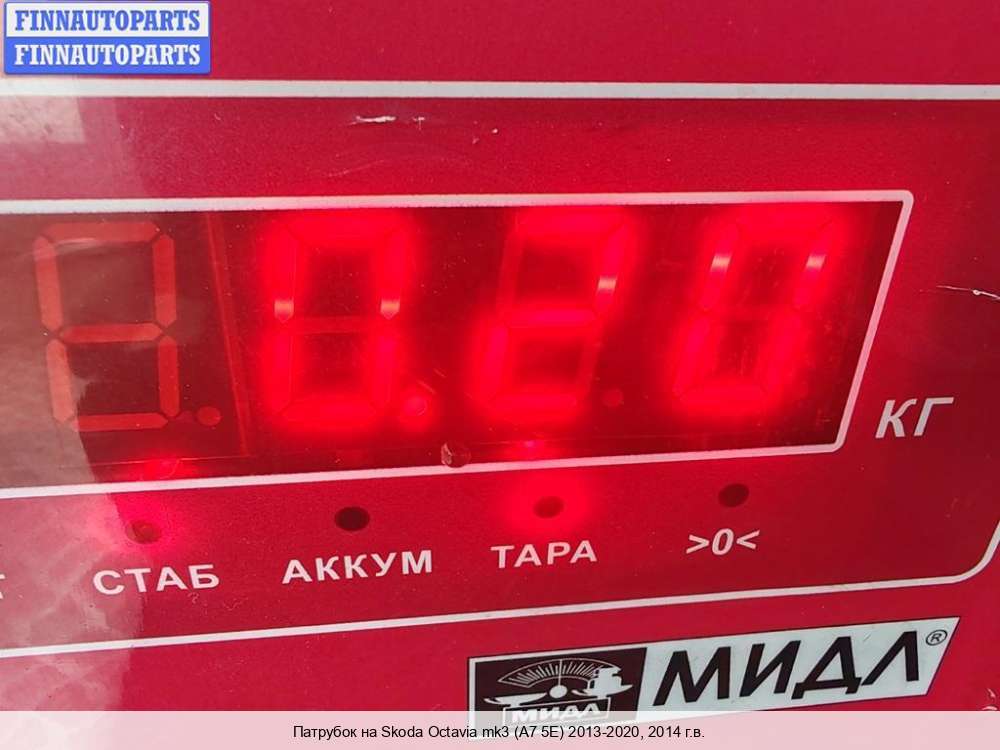 FINNAUTOPARTS
FINNAUTOPARTS
0.20
КГ
СТАБ АККУМ ТАРА >0<
МИДЛ®
МИДЛ
Патрубок на Skoda Octavia mk3 (A7 5E) 2013-2020, 2014 г.в.